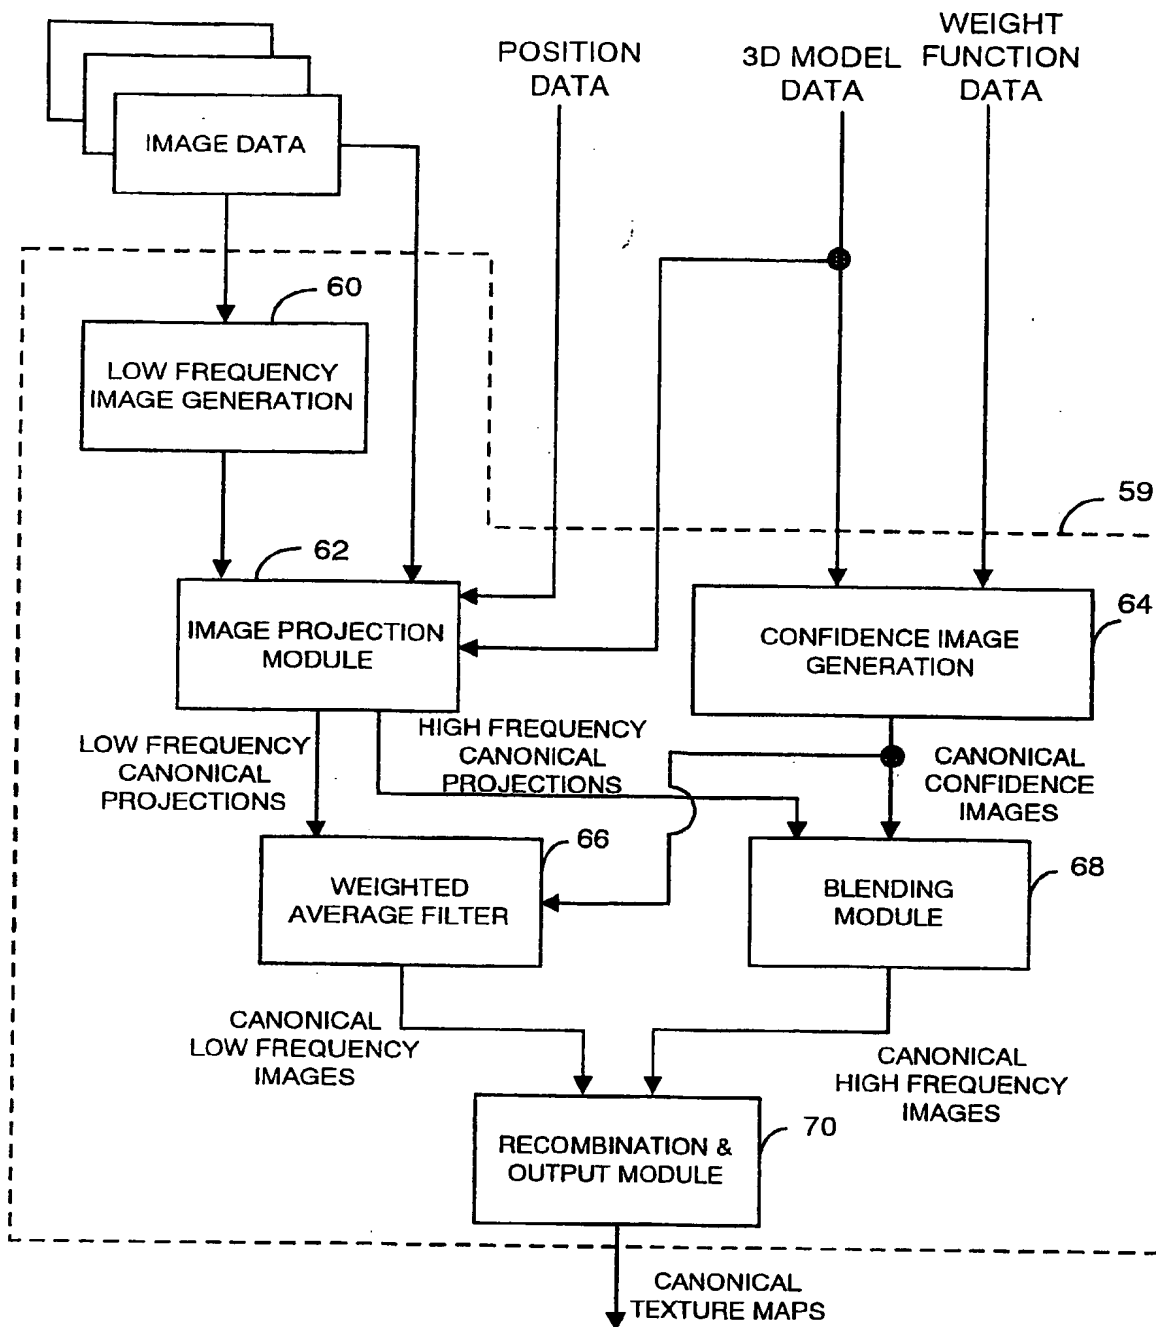 WEIGHT
FUNCTION
DATA
POSITION
DATA
3D MODEL
DATA
IMAGE DATA
60
LOW FREQUENCY
IMAGE GENERATION
59
62
IMAGE PROJECTION
MODULE
64
CONFIDENCE IMAGE
GENERATION
LOW FREQUENCY
CANONICAL
PROJECTIONS
HIGH FREQUENCY
CANONICAL
PROJECTIONS
CANONICAL
CONFIDENCE
IMAGES
66
WEIGHTED
AVERAGE FILTER
68
BLENDING
MODULE
CANONICAL
LOW FREQUENCY
IMAGES
CANONICAL
HIGH FREQUENCY
IMAGES
70
RECOMBINATION &
OUTPUT MODULE
CANONICAL
TEXTURE MAPS